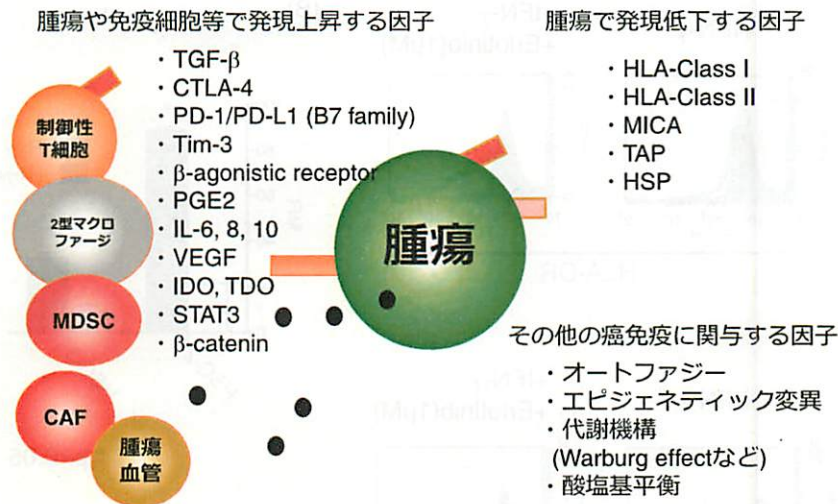 腫瘍や免疫細胞等で発現上昇する因子
・TGF-β
・CTLA-4
・PD-1/PD-L1 (B7 family)
・Tim-3
・β-agonistic receptor
・PGE2
・IL-6, 8, 10
・VEGF
・IDO, TDO
・STAT3
・β-catenin
制御性
T細胞
2型マクロ
ファージ
MDSC
CAF
腫瘍
血管
腫瘍
腫瘍で発現低下する因子
・HLA-Class I
・HLA-Class II
・MICA
・TAP
・HSP
その他の癌免疫に関与する因子
・オートファジー
・エピジェネティック変異
・代謝機構
(Warburg effectなど)
・酸塩基平衡